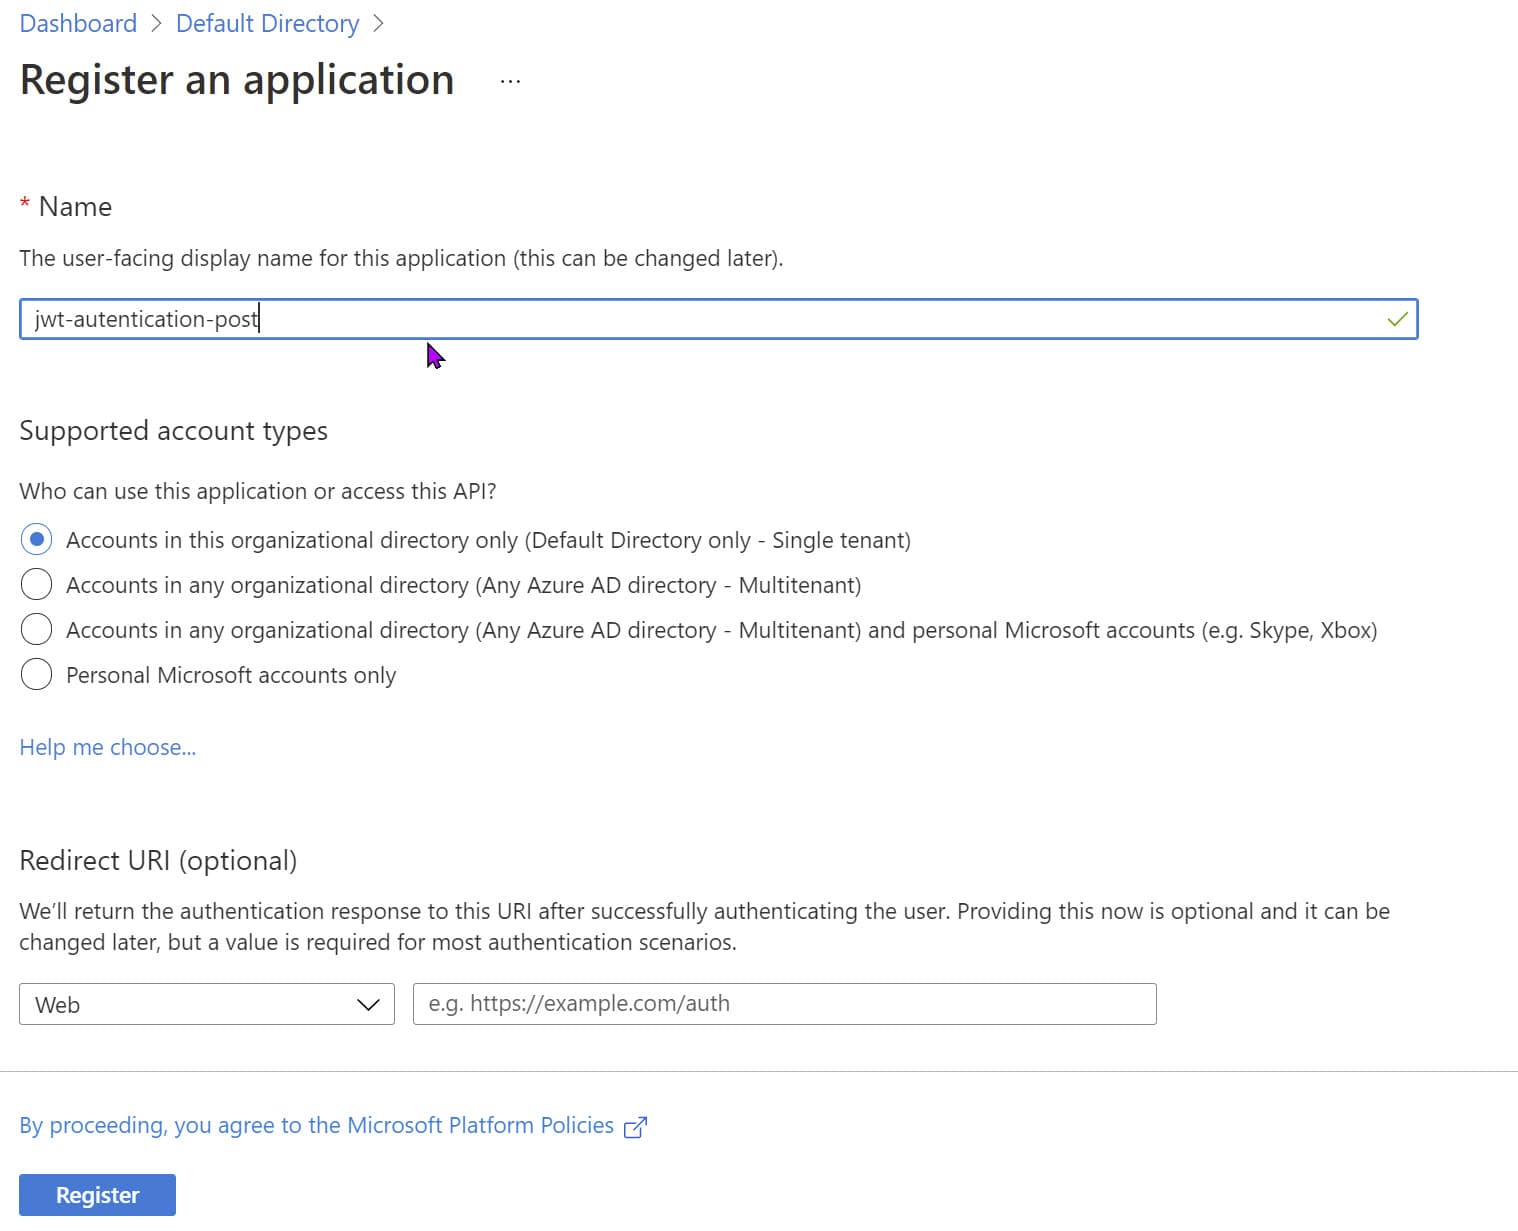 Dashboard > Default Directory >
Register an application ...
* Name
The user-facing display name for this application (this can be changed later).
jwt-autentication-post
Supported account types
Who can use this application or access this API?
Accounts in this organizational directory only (Default Directory only - Single tenant)
Accounts in any organizational directory (Any Azure AD directory - Multitenant)
Accounts in any organizational directory (Any Azure AD directory - Multitenant) and personal Microsoft accounts (e.g. Skype, Xbox)
Personal Microsoft accounts only
Help me choose...
Redirect URI (optional)
We’ll return the authentication response to this URI after successfully authenticating the user. Providing this now is optional and it can be
changed later, but a value is required for most authentication scenarios.
Web
e.g. https://example.com/auth
By proceeding, you agree to the Microsoft Platform Policies
Register